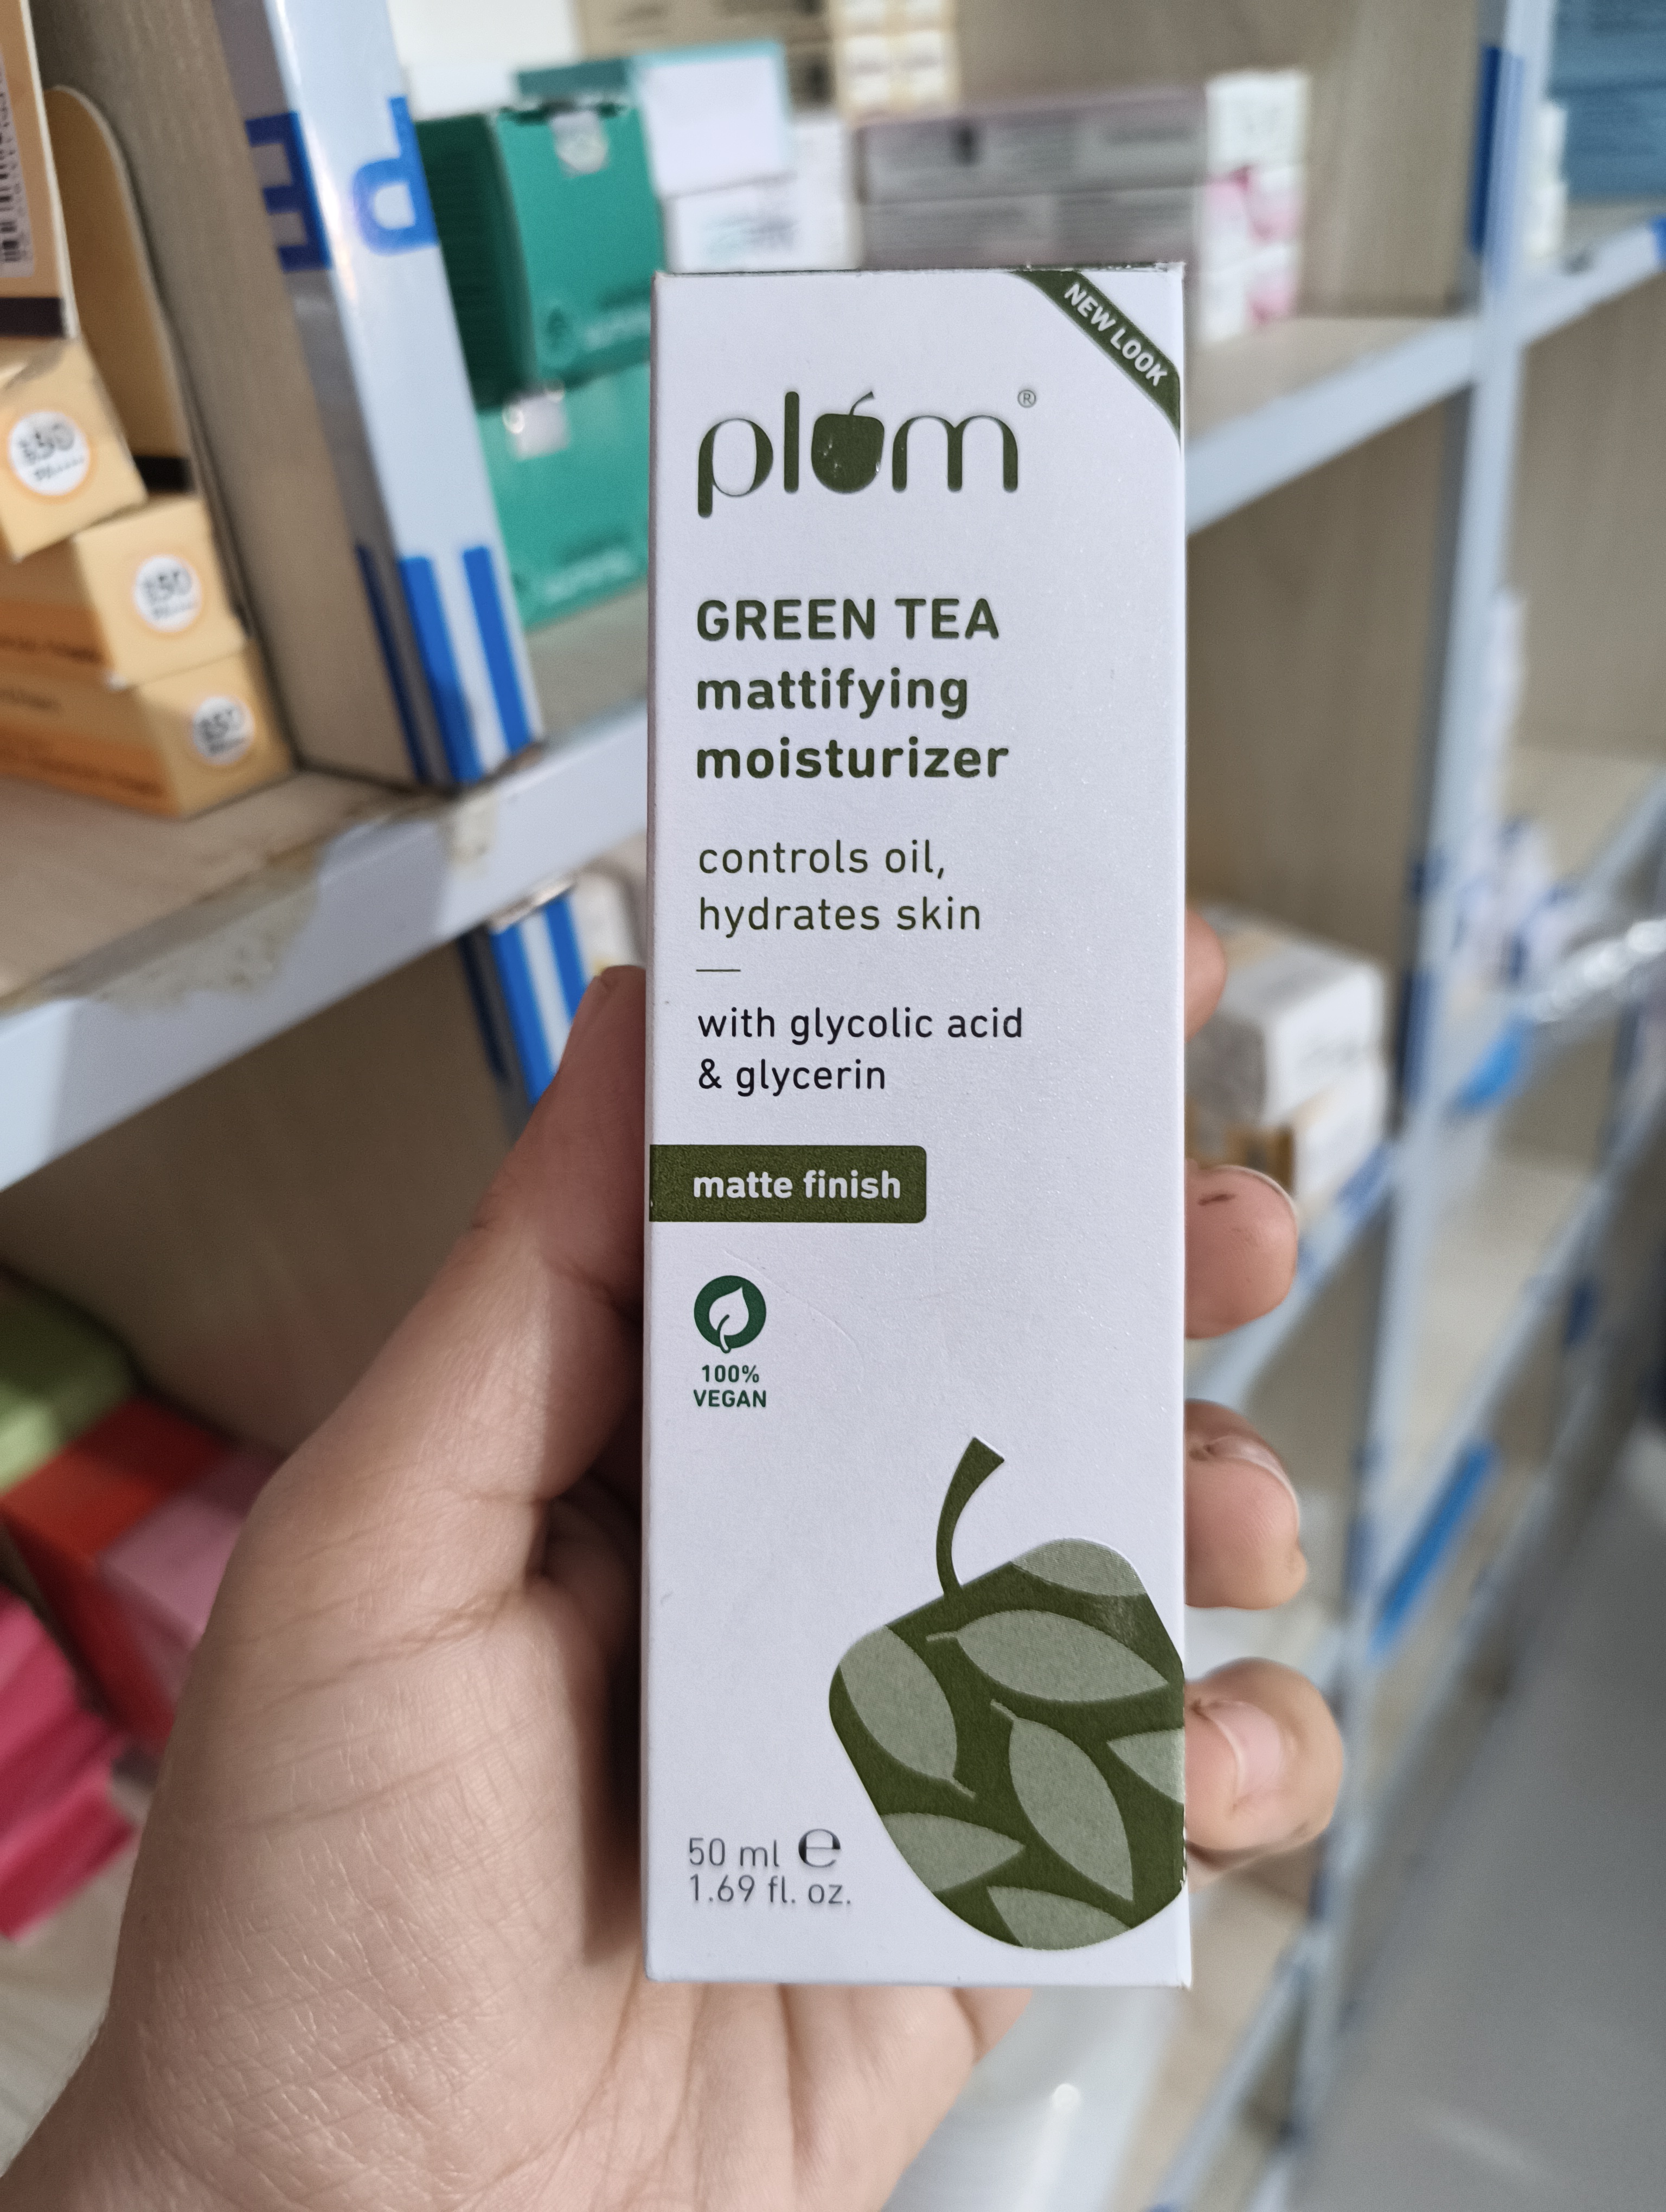 NEW LOOK
plum®
GREEN TEA
mattifying
moisturizer
controls oil,
hydrates skin
with glycolic acid
& glycerin
matte finish
100%
VEGAN
50 ml ℮
1.69 fl. oz.